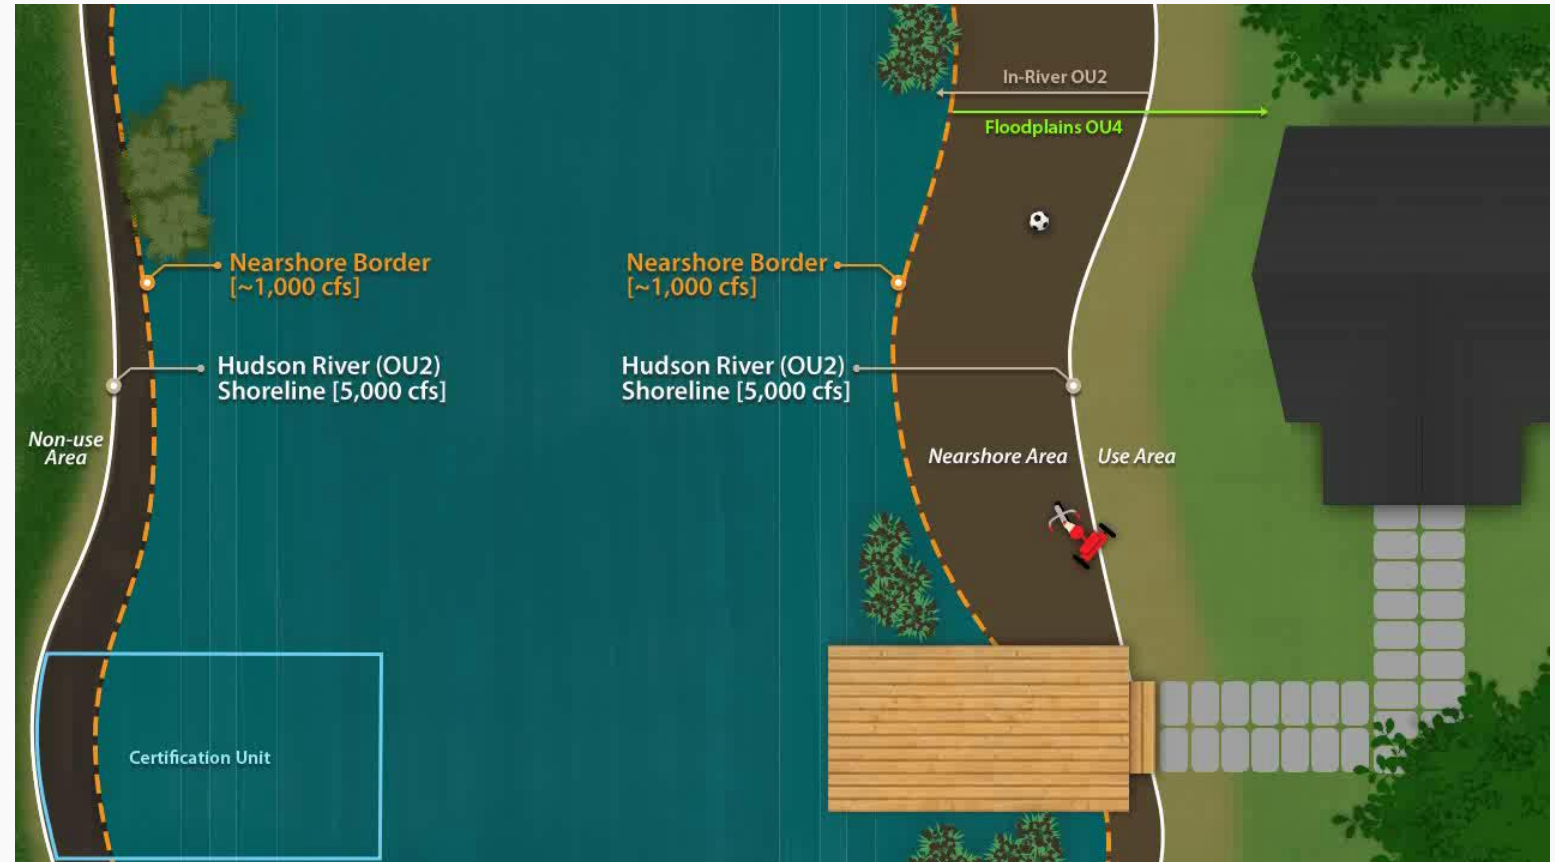 In-River OU2
Floodplains OU4
Nearshore Border
[~1,000 cfs]
Nearshore Border
[~1,000 cfs]
Hudson River (OU2)
Shoreline [5,000 cfs]
Hudson River (OU2)
Shoreline [5,000 cfs]
Non-use
Area
Nearshore Area
Use Area
Certification Unit